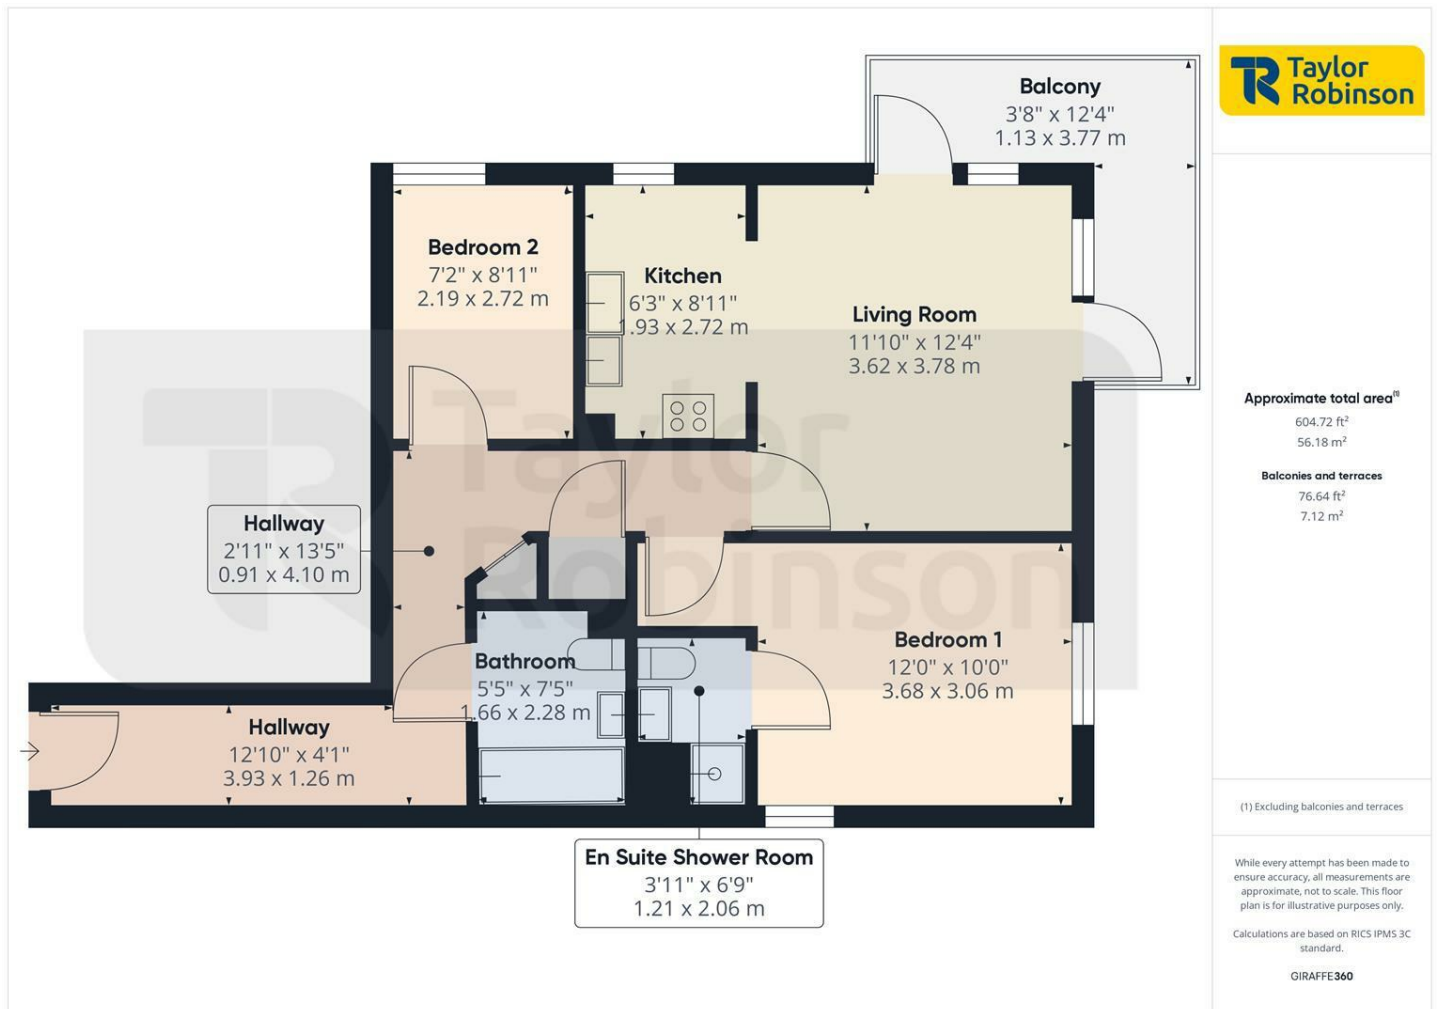 Balcony
3'8" x 12'4"
1.13 x 3.77 m
Taylor
Robinson
Bedroom 2
7'2" x 8'11"
2.19 x 2.72 m
Kitchen
6'3" x 8'11"
1.93 x 2.72 m
Living Room
11'10" x 12'4"
3.62 x 3.78 m
Taylor
Robinson
Hallway
2'11" x 13'5"
0.91 x 4.10 m
Bathroom
5'5" x 7'5"
1.66 x 2.28 m
Bedroom 1
12'0" x 10'0"
3.68 x 3.06 m
Hallway
12'10" x 4'1"
3.93 x 1.26 m
En Suite Shower Room
3'11" x 6'9"
1.21 x 2.06 m
Approximate total area(1)
604.72 ft²
56.18 m²
Balconies and terraces
76.64 ft²
7.12 m²
(1) Excluding balconies and terraces
While every attempt has been made to
ensure accuracy, all measurements are
approximate, not to scale. This floor
plan is for illustrative purposes only.
Calculations are based on RICS IPMS 3C
standard.
GIRAFFE360